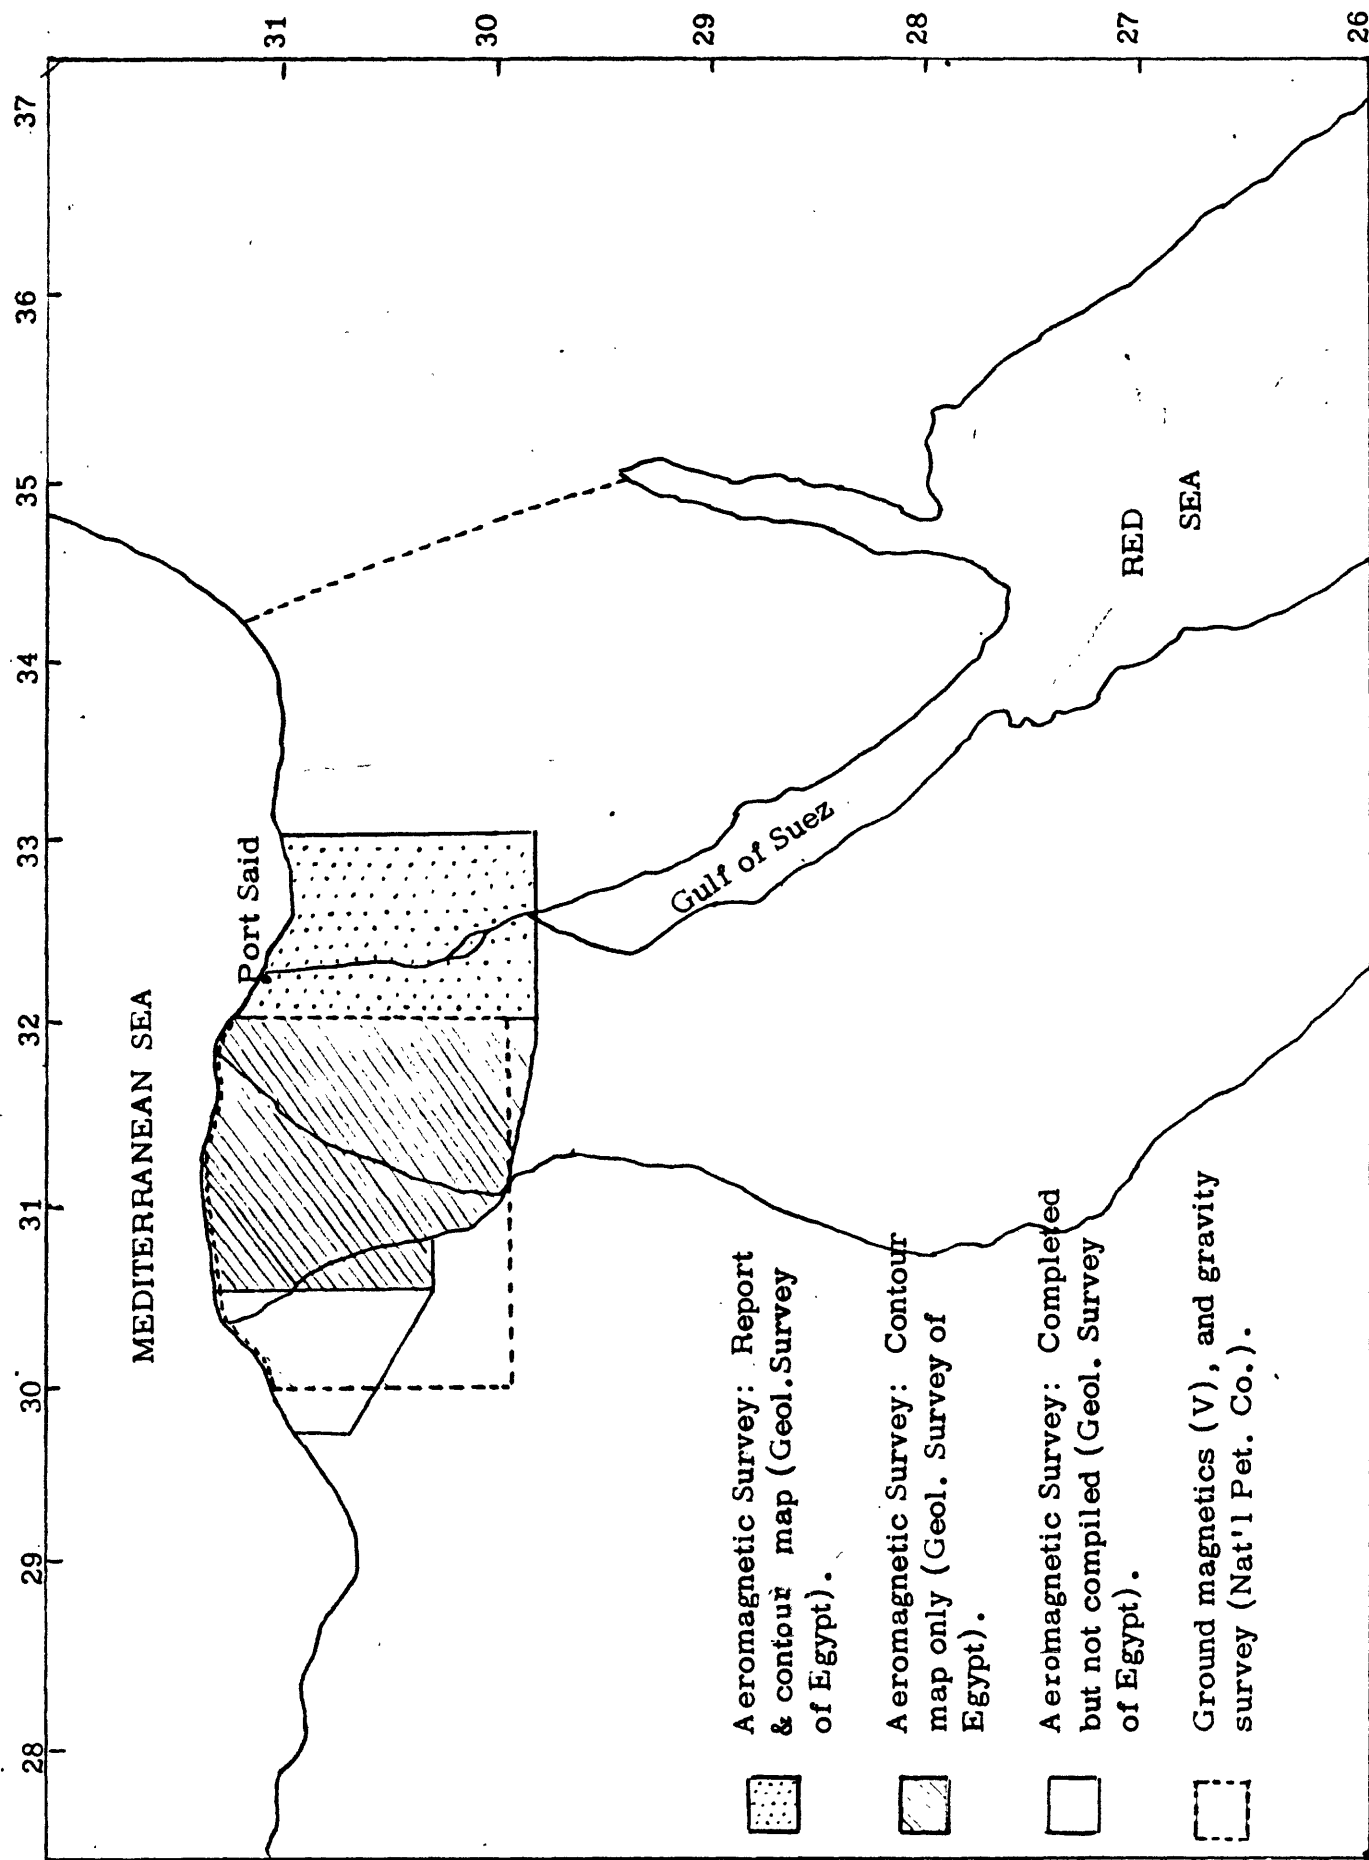 28 29 30 31 32 33 34 35 36 37
31
30
29
28
27
26
MEDITERRANEAN SEA
Port Said
Gulf of Suez
RED
SEA
Aeromagnetic Survey: Report
& contour map (Geol.Survey
of Egypt).
Aeromagnetic Survey: Contour
map only (Geol. Survey of
Egypt).
Aeromagnetic Survey: Completed
but not compiled (Geol. Survey
of Egypt).
Ground magnetics (V), and gravity
survey (Nat'l Pet. Co.).